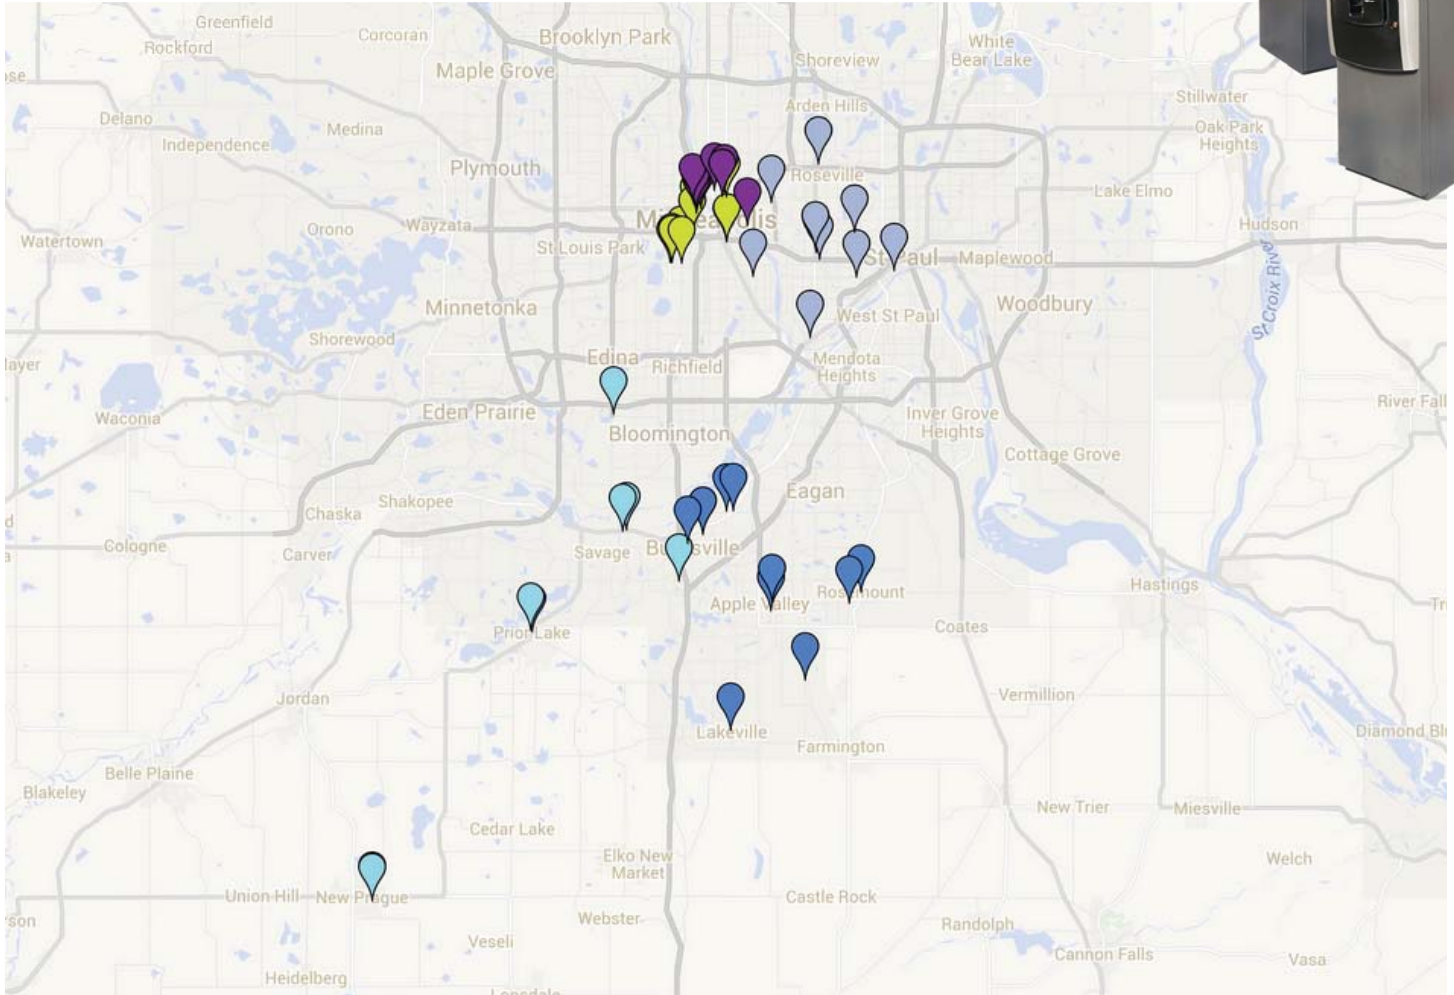 Greenfield
Rockford
Corcoran
Brooklyn Park
Maple Grove
Shoreview
White
Bear Lake
Arden Hills
Stillwater
Oak Park
Heights
Delano
Independence
Medina
Plymouth
Roseville
Lake Elmo
Hudson
Watertown
Orono
Wayzata
St Louis Park
St Paul
Maplewood
St Croix River
Minnetonka
Shorewood
Woodbury
West St Paul
Edina
Richfield
Mendota
Heights
Waconia
Eden Prairie
Bloomington
Inver Grove
Heights
River Fall
Cottage Grove
Eagan
Shakopee
Chaska
Cologne
Carver
Savage
Hastings
Apple Valley
Prior Lake
Coates
Jordan
Vermillion
Lakeville
Farmington
Diamond Bl
Belle Plaine
Blakeley
New Trier
Miesville
Cedar Lake
Elko New
Market
Welch
Union Hill
New Prague
Castle Rock
Webster
Randolph
Veseli
Cannon Falls
Vasa
Heidelberg